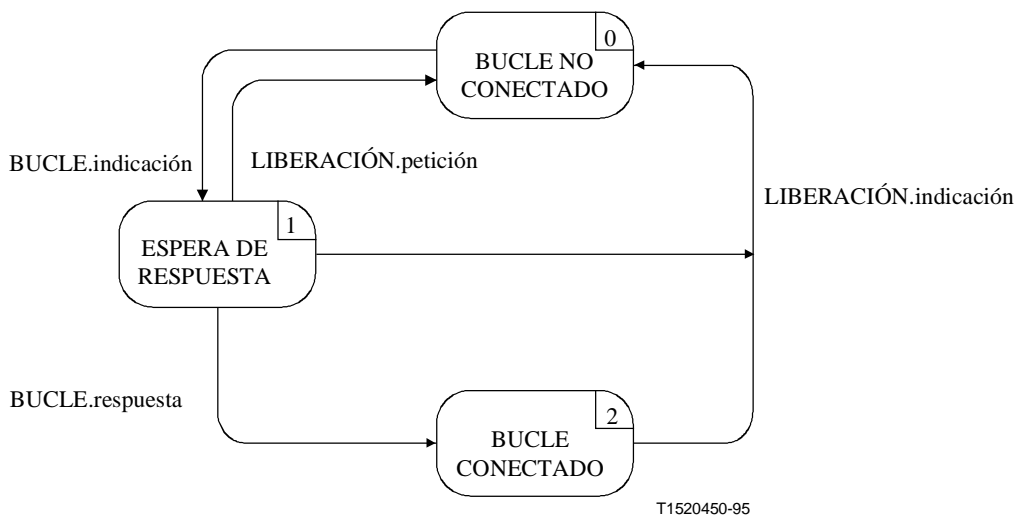 0
BUCLE NO
CONECTADO
BUCLE.indicación
LIBERACIÓN.petición
LIBERACIÓN.indicación
1
ESPERA DE
RESPUESTA
BUCLE.respuesta
2
BUCLE
CONECTADO
T1520450-95